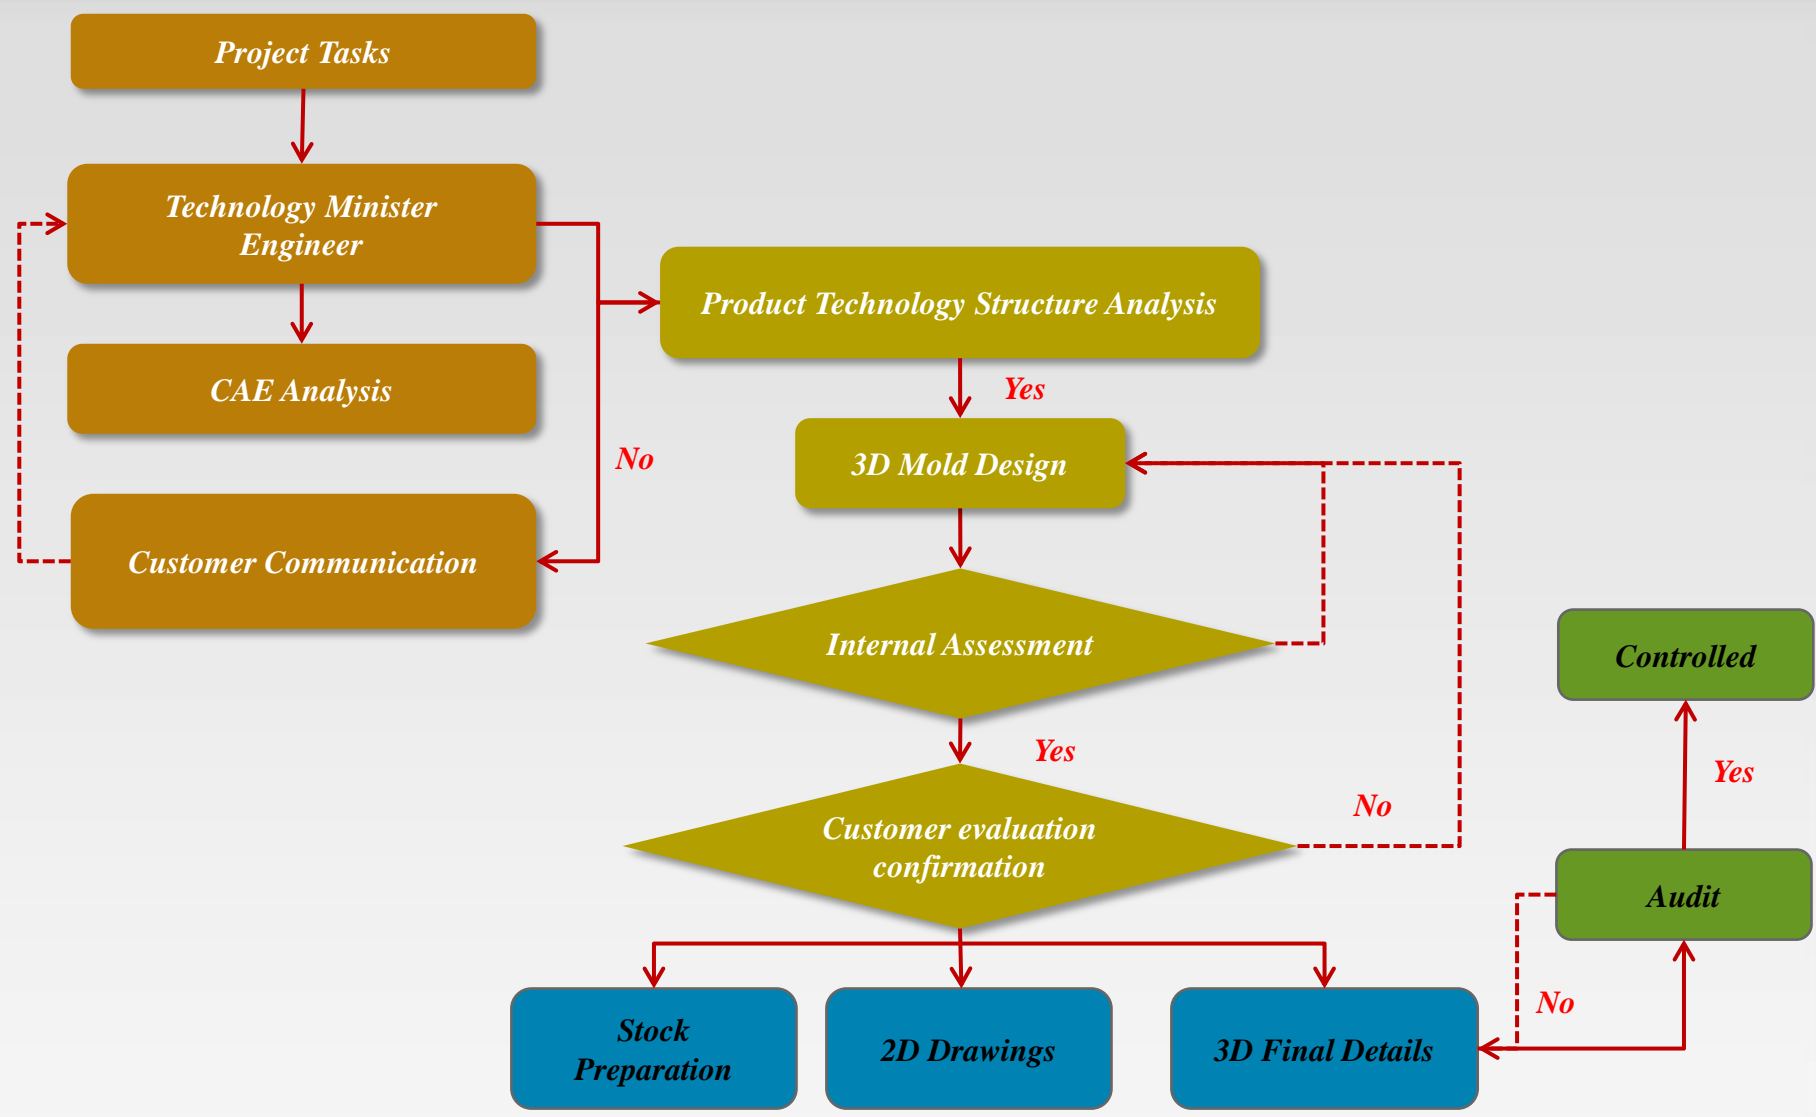 Project Tasks
Technology Minister
Engineer
CAE Analysis
Customer Communication
No
Product Technology Structure Analysis
Yes
3D Mold Design
Internal Assessment
Yes
Customer evaluation
confirmation
No
Stock
Preparation
2D Drawings
3D Final Details
Controlled
Yes
Audit
No